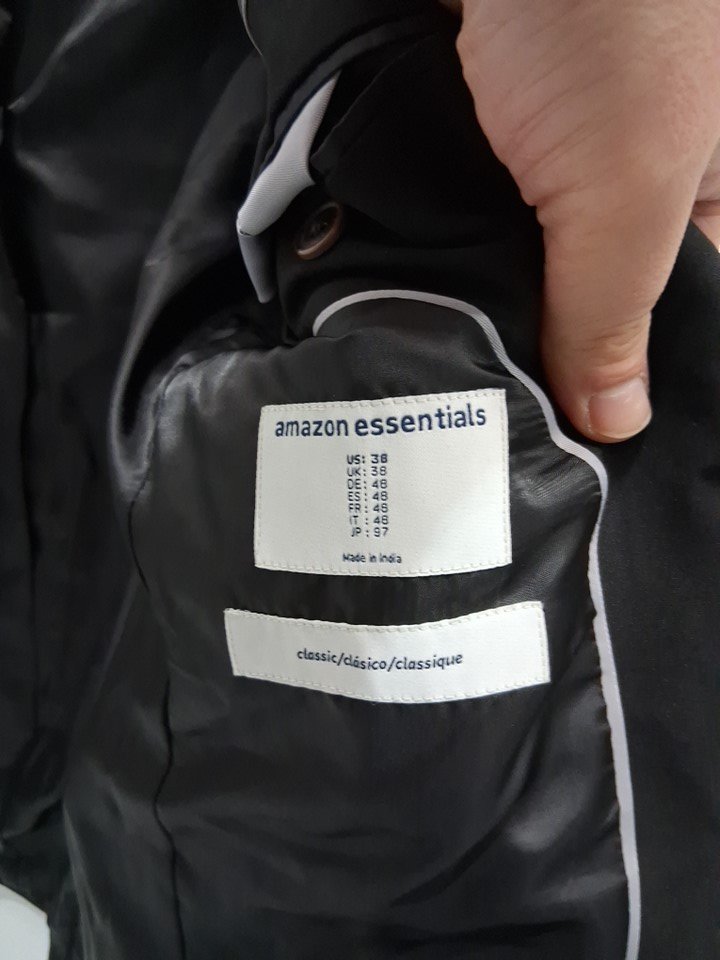 amazon essentials
US: 38
UK: 38
DE: 48
ES: 48
FR: 48
IT : 48
JP: 97
Made in India
classic/clásico/classique